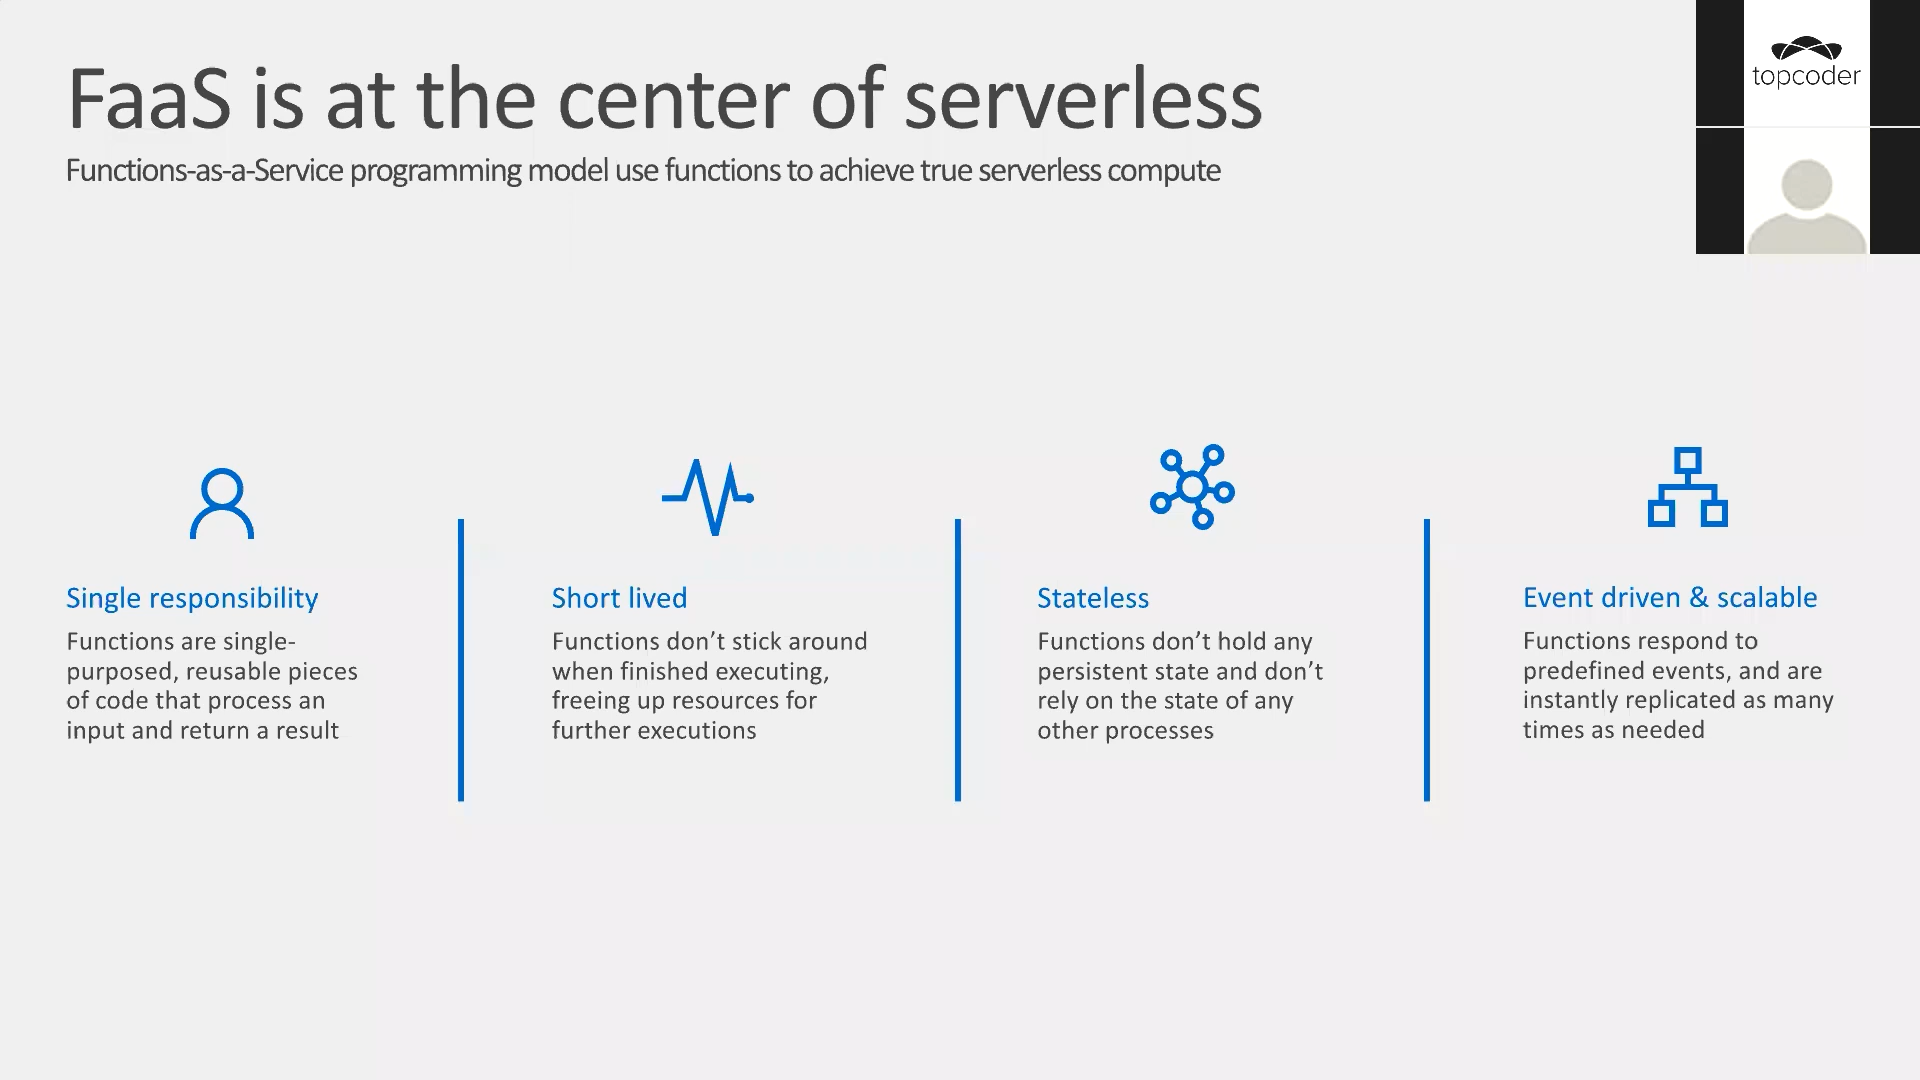 FaaS is at the center of serverless
Functions-as-a-Service programming model use functions to achieve true serverless compute
topcoder
Single responsibility
Functions are single-
purposed, reusable pieces
of code that process an
input and return a result
Short lived
Functions don’t stick around
when finished executing,
freeing up resources for
further executions
Stateless
Functions don’t hold any
persistent state and don’t
rely on the state of any
other processes
Event driven & scalable
Functions respond to
predefined events, and are
instantly replicated as many
times as needed